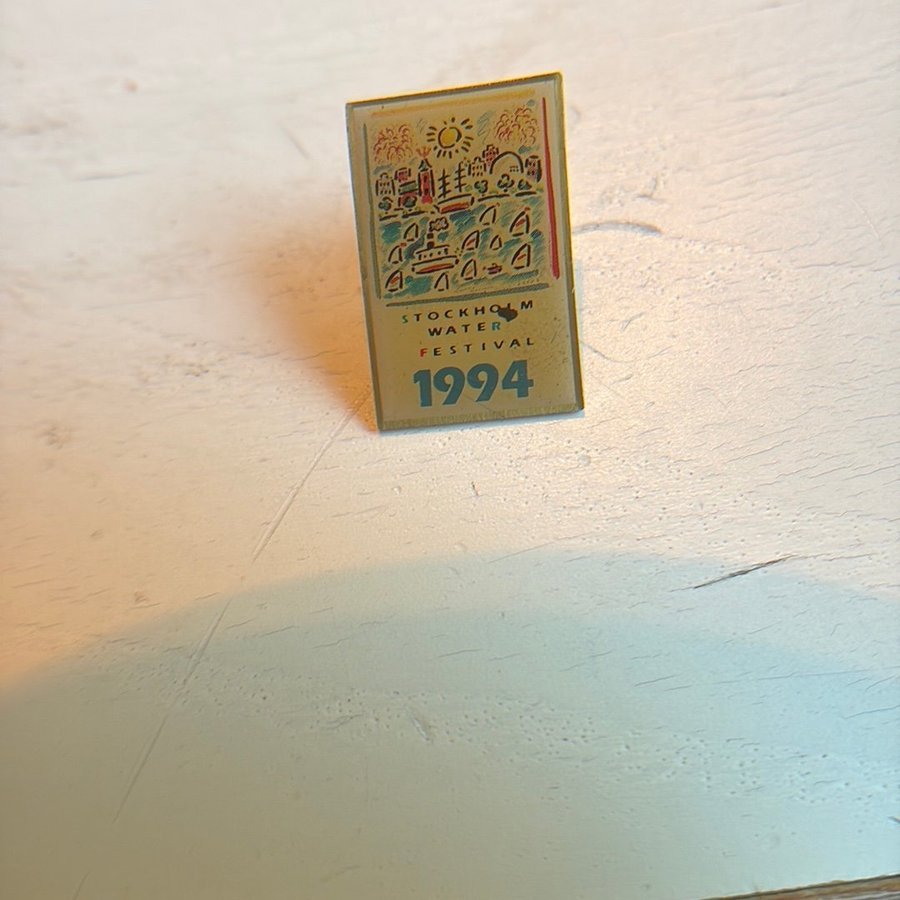 STOCKHOLM
WATER
FESTIVAL
1994